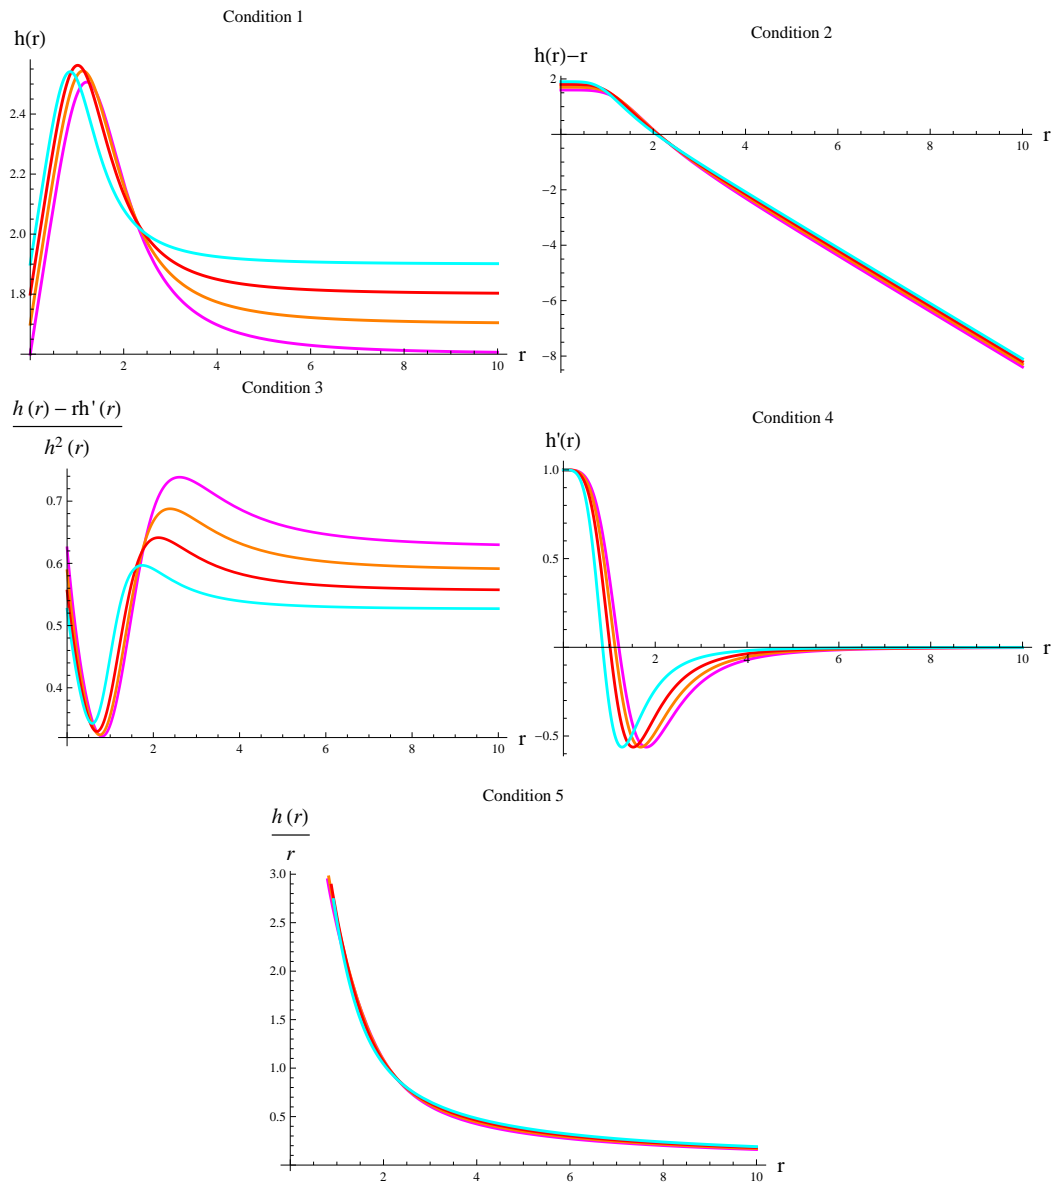 Condition 1
h(r)
2.4
2.2
2.0
1.8
2 4 6 8 10 r
Condition 2
h(r)−r
2
2 4 6 8 10 r
−2
−4
−6
−8
Condition 3
h (r) − rh ' (r)
h² (r)
0.7
0.6
0.5
0.4
2 4 6 8 10 r
Condition 4
h'(r)
1.0
0.5
2 4 6 8 10 r
−0.5
Condition 5
h (r)
r
3.0
2.5
2.0
1.5
1.0
0.5
2 4 6 8 10 r